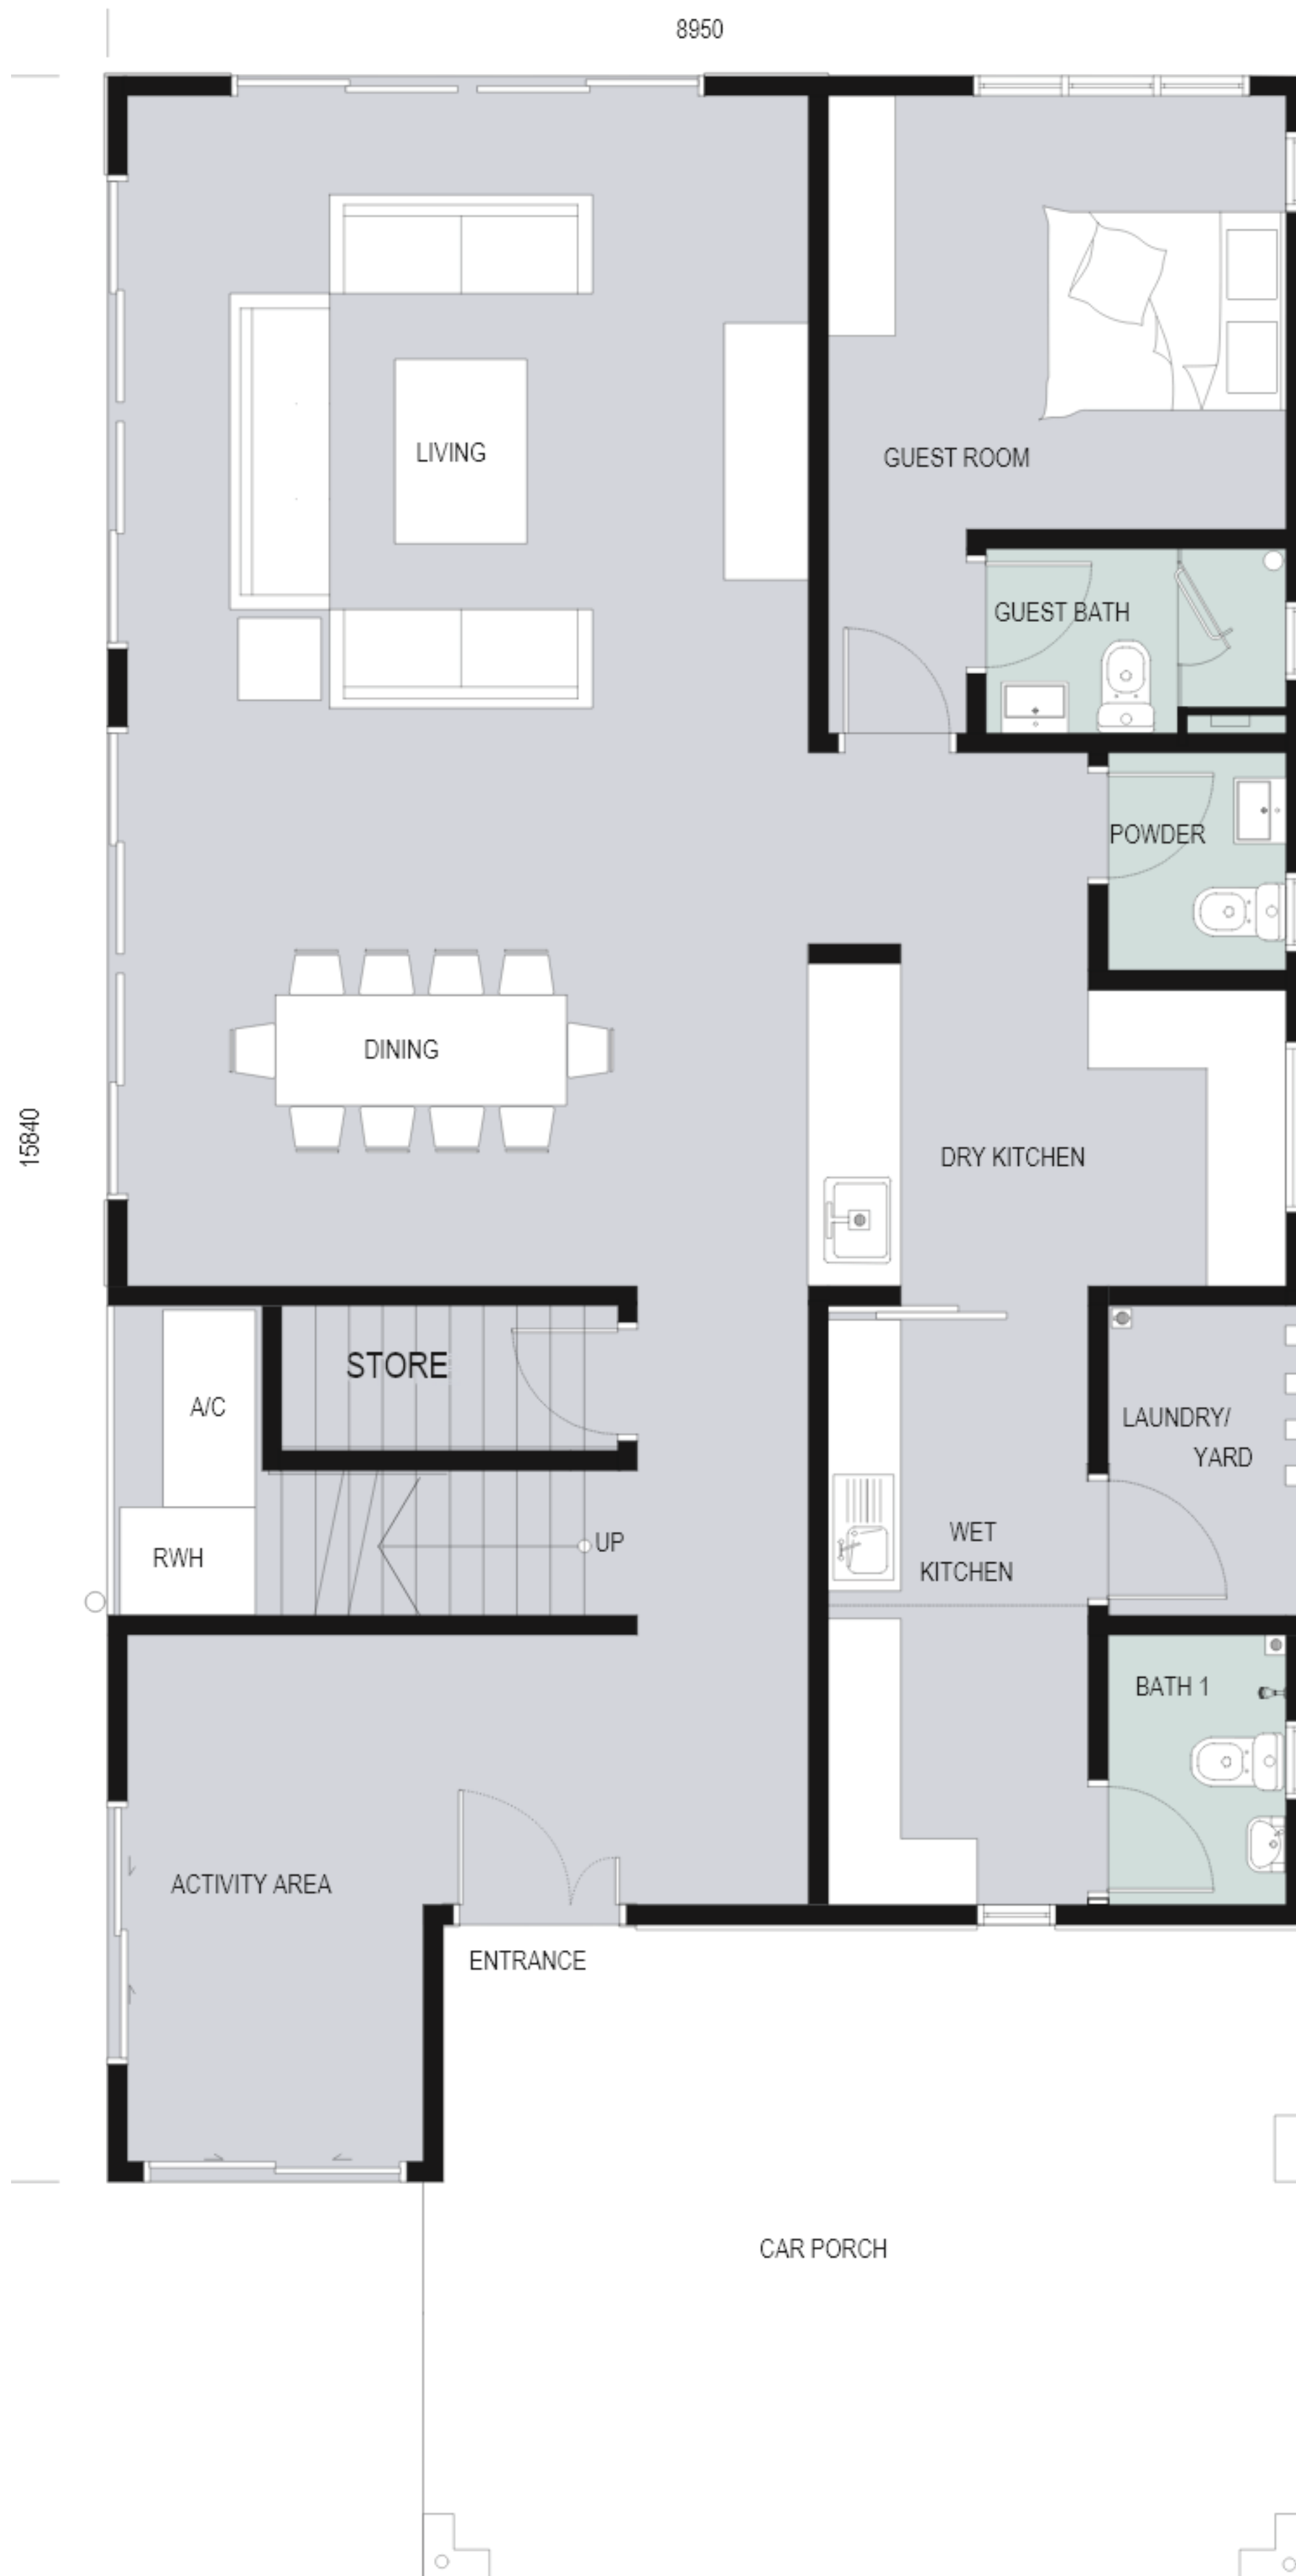 8950
LIVING
GUEST ROOM
GUEST BATH
POWDER
DINING
15840
DRY KITCHEN
STORE
A/C
LAUNDRY/
YARD
UP
RWH
WET
KITCHEN
BATH 1
ACTIVITY AREA
ENTRANCE
CAR PORCH